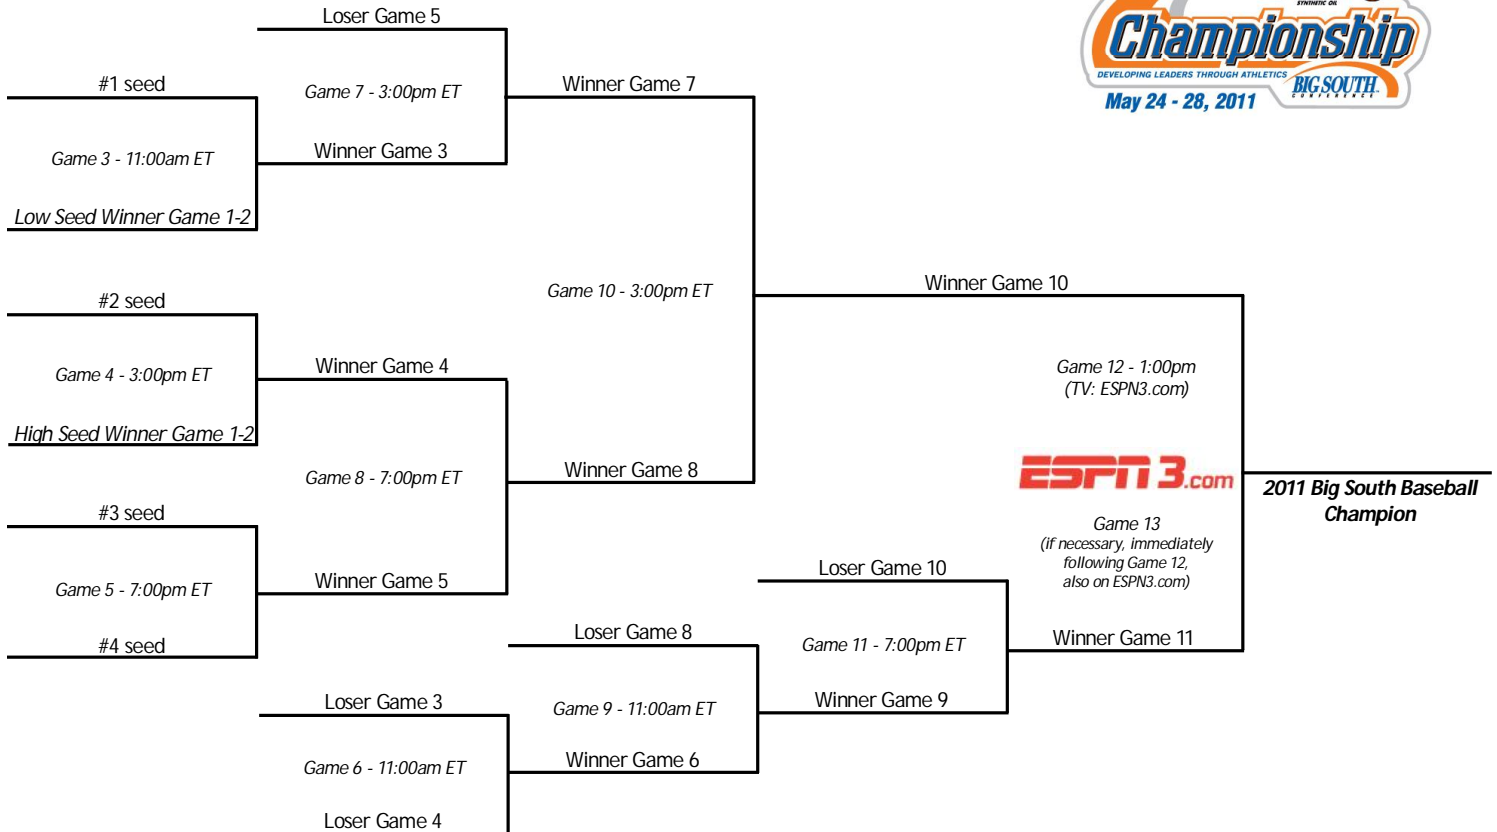 SYNTHETIC OIL
Championship
DEVELOPING LEADERS THROUGH ATHLETICS
BIG SOUTH
CONFERENCE
May 24 - 28, 2011
Loser Game 5
#1 seed
Game 7 - 3:00pm ET
Winner Game 7
Game 3 - 11:00am ET
Winner Game 3
Low Seed Winner Game 1-2
#2 seed
Game 10 - 3:00pm ET
Winner Game 10
Game 4 - 3:00pm ET
Winner Game 4
Game 12 - 1:00pm
(TV: ESPN3.com)
High Seed Winner Game 1-2
Game 8 - 7:00pm ET
Winner Game 8
ESPN3.com
2011 Big South Baseball
Champion
#3 seed
Game 13
(if necessary, immediately
following Game 12,
also on ESPN3.com)
Game 5 - 7:00pm ET
Winner Game 5
Loser Game 10
#4 seed
Loser Game 8
Game 11 - 7:00pm ET
Winner Game 11
Loser Game 3
Game 9 - 11:00am ET
Winner Game 9
Game 6 - 11:00am ET
Winner Game 6
Loser Game 4